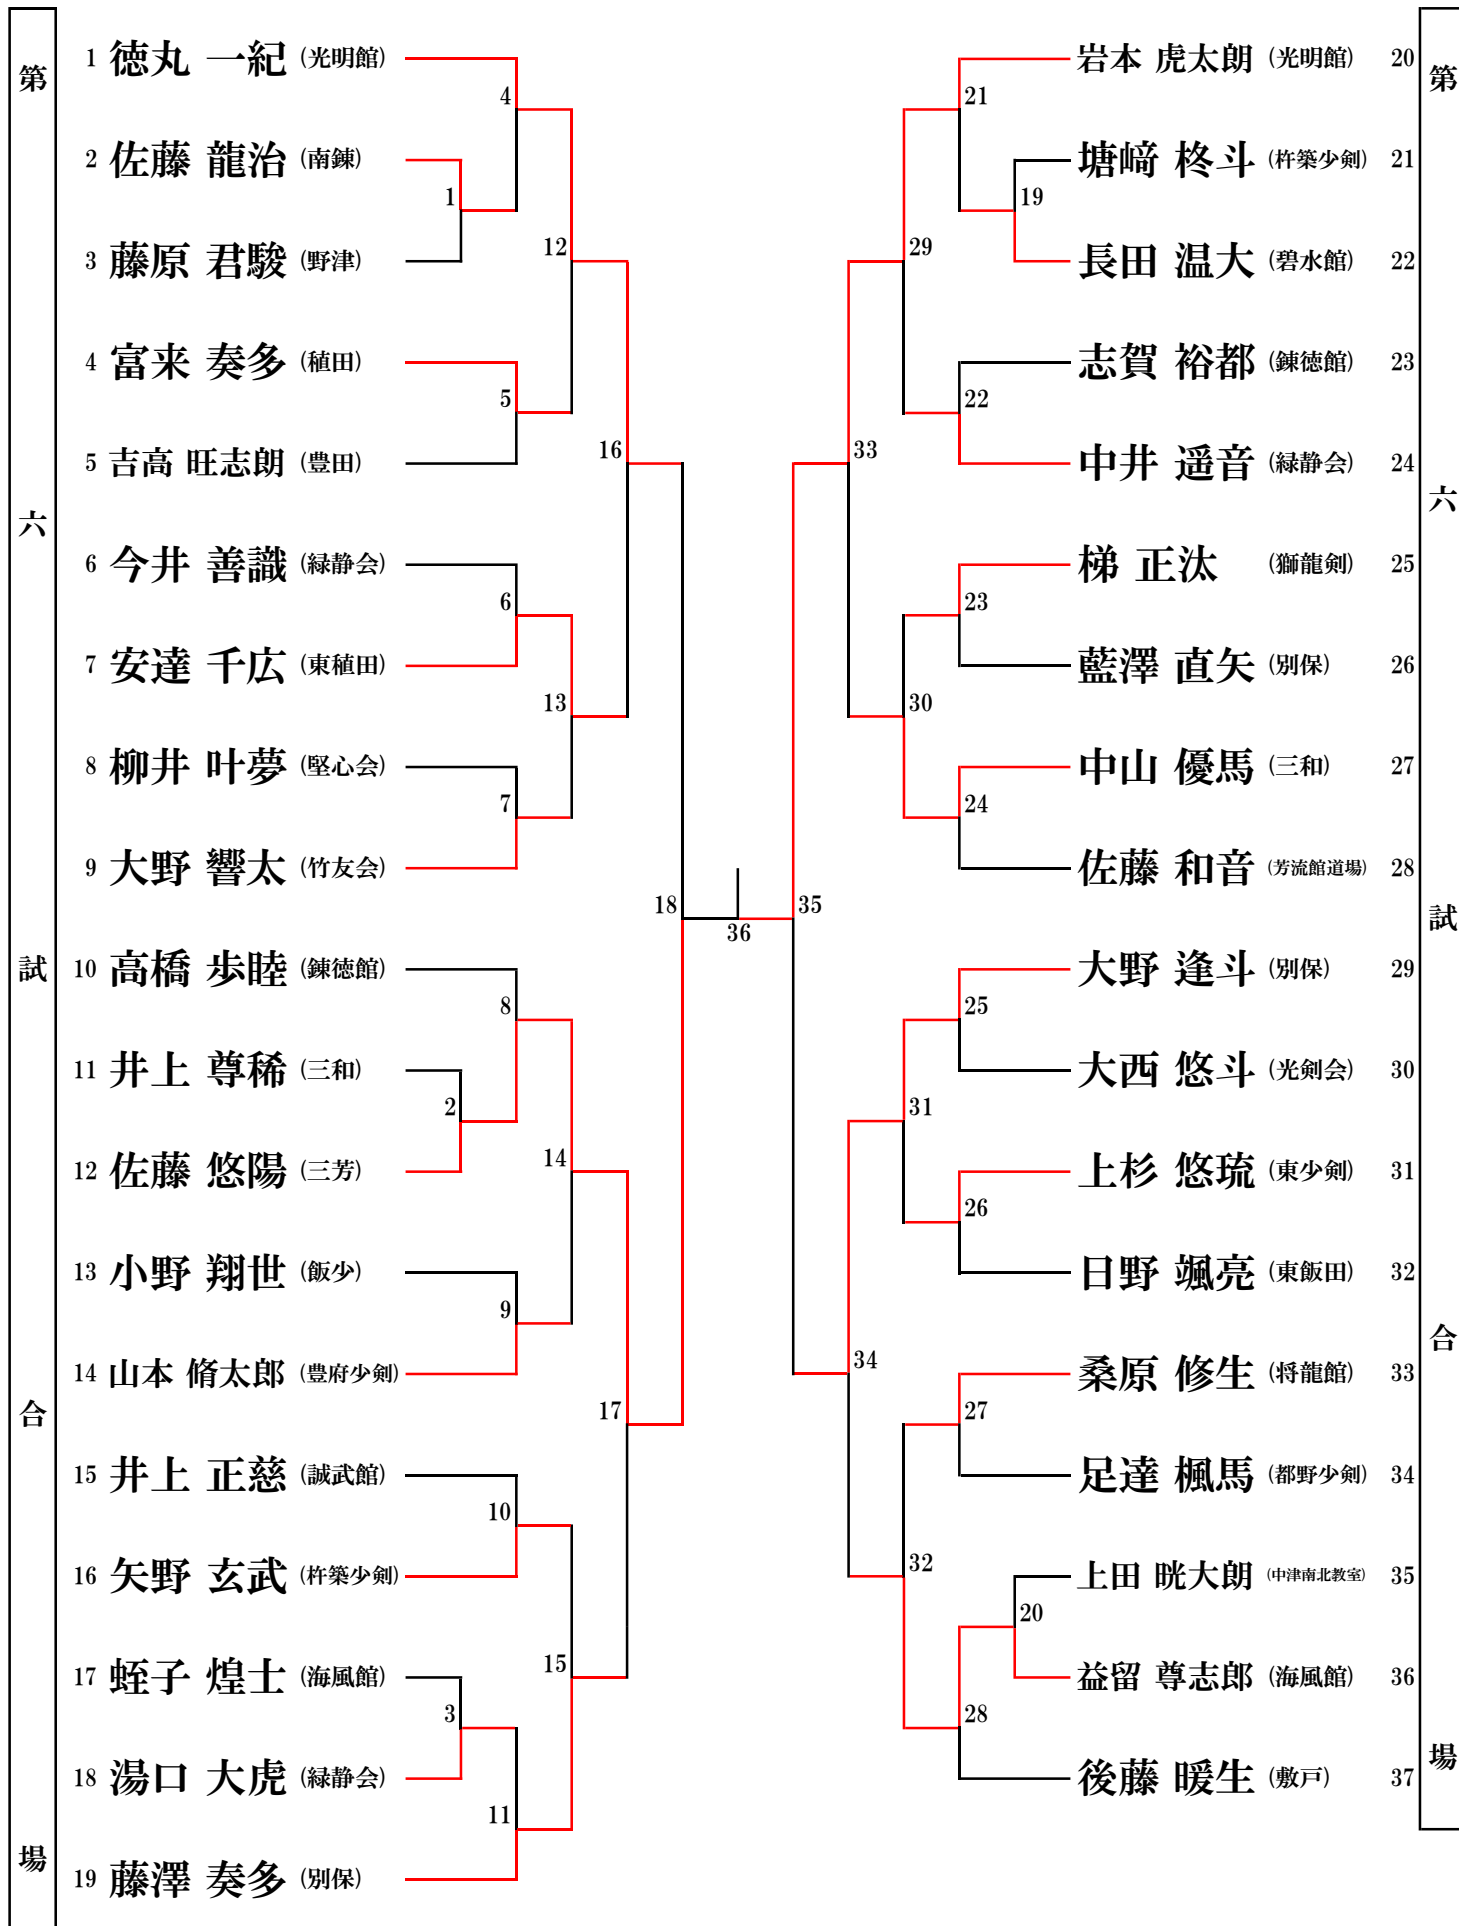 第六試合場
1 徳丸 一紀 (光明館)
2 佐藤 龍治 (南錬)
3 藤原 君駿 (野津)
4 富来 奏多 (稙田)
5 吉高 旺志朗 (豊田)
6 今井 善識 (緑静会)
7 安達 千広 (東稙田)
8 柳井 叶夢 (堅心会)
9 大野 響太 (竹友会)
10 高橋 歩睦 (錬徳館)
11 井上 尊稀 (三和)
12 佐藤 悠陽 (三芳)
13 小野 翔世 (飯少)
14 山本 脩太郎 (豊府少剣)
15 井上 正慈 (誠武館)
16 矢野 玄武 (杵築少剣)
17 蛭子 煌士 (海風館)
18 湯口 大虎 (緑静会)
19 藤澤 奏多 (別保)
1
2
3
4
5
6
7
8
9
10
11
12
13
14
15
16
17
18
36
35
33
34
29
30
31
32
21
22
23
24
25
26
27
28
19
20
岩本 虎太朗 (光明館) 20
塘﨑 柊斗 (杵築少剣) 21
長田 温大 (碧水館) 22
志賀 裕都 (錬徳館) 23
中井 遥音 (緑静会) 24
梯 正汰 (獅龍剣) 25
藍澤 直矢 (別保) 26
中山 優馬 (三和) 27
佐藤 和音 (芳流館道場) 28
大野 逢斗 (別保) 29
大西 悠斗 (光剣会) 30
上杉 悠琉 (東少剣) 31
日野 颯亮 (東飯田) 32
桑原 修生 (将龍館) 33
足達 楓馬 (都野少剣) 34
上田 晄大朗 (中津南北教室) 35
益留 尊志郎 (海風館) 36
後藤 暖生 (敷戸) 37
第六試合場